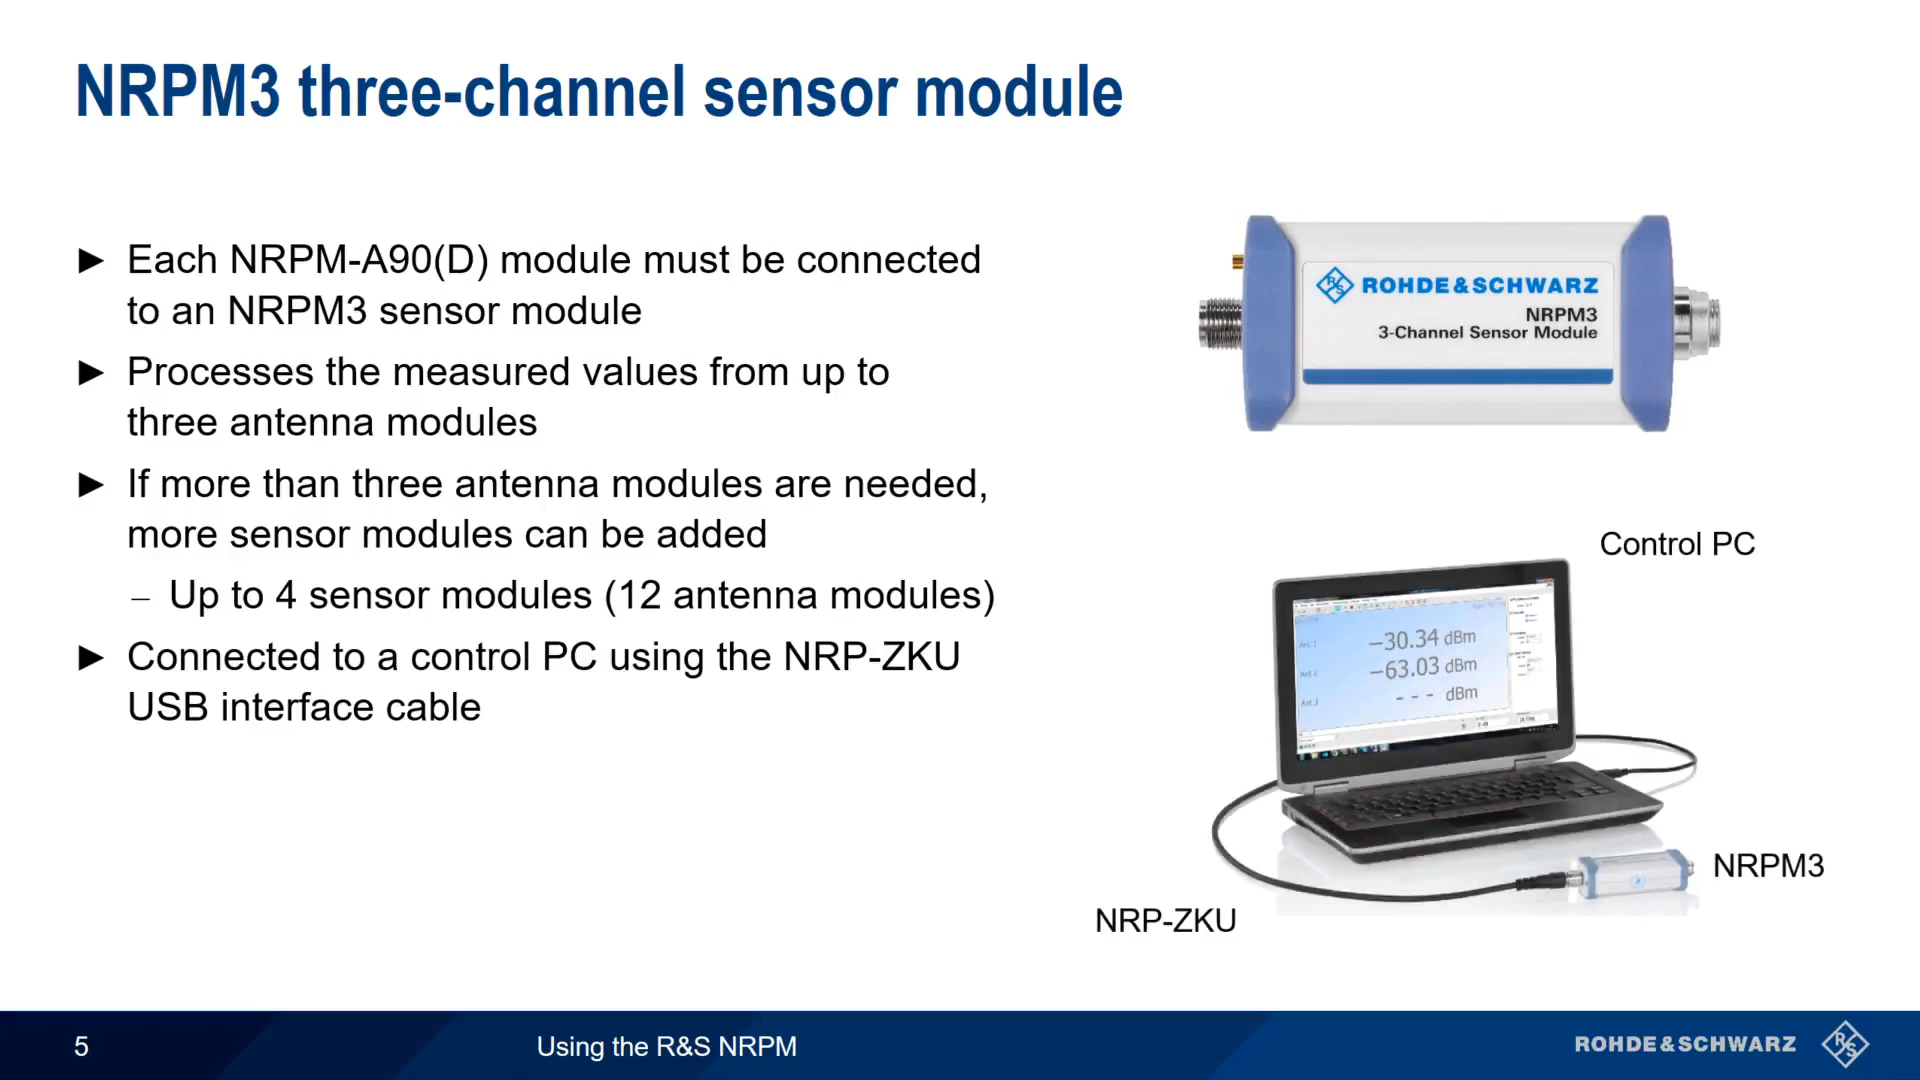 NRPM3 three-channel sensor module
► Each NRPM-A90(D) module must be connected
to an NRPM3 sensor module
► Processes the measured values from up to
three antenna modules
► If more than three antenna modules are needed,
more sensor modules can be added
– Up to 4 sensor modules (12 antenna modules)
► Connected to a control PC using the NRP-ZKU
USB interface cable
ROHDE&SCHWARZ
NRPM3
3-Channel Sensor Module
Control PC
Ant 1 −30.34 dBm
Ant 2 −63.03 dBm
Ant 3 - - - dBm
NRPM3
NRP-ZKU
5
Using the R&S NRPM
ROHDE&SCHWARZ